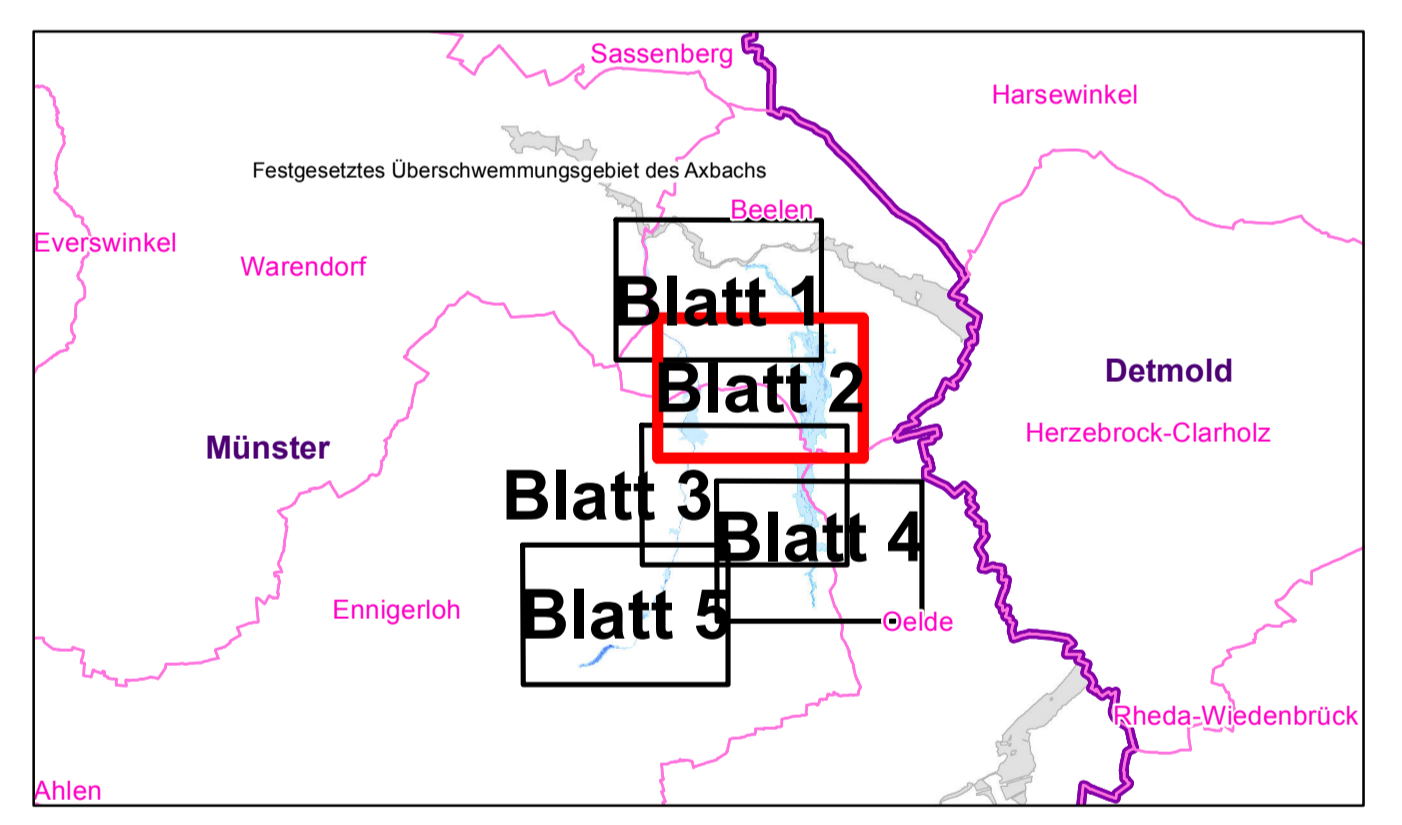 Sassenberg
Harsewinkel
Festgesetztes Überschwemmungsgebiet des Axbachs
Beelen
Everswinkel
Warendorf
Blatt 1
Detmold
Blatt 2
Herzebrock-Clarholz
Münster
Blatt 3
Blatt 4
Ennigerloh
Blatt 5
Oelde
Rheda-Wiedenbrück
Ahlen